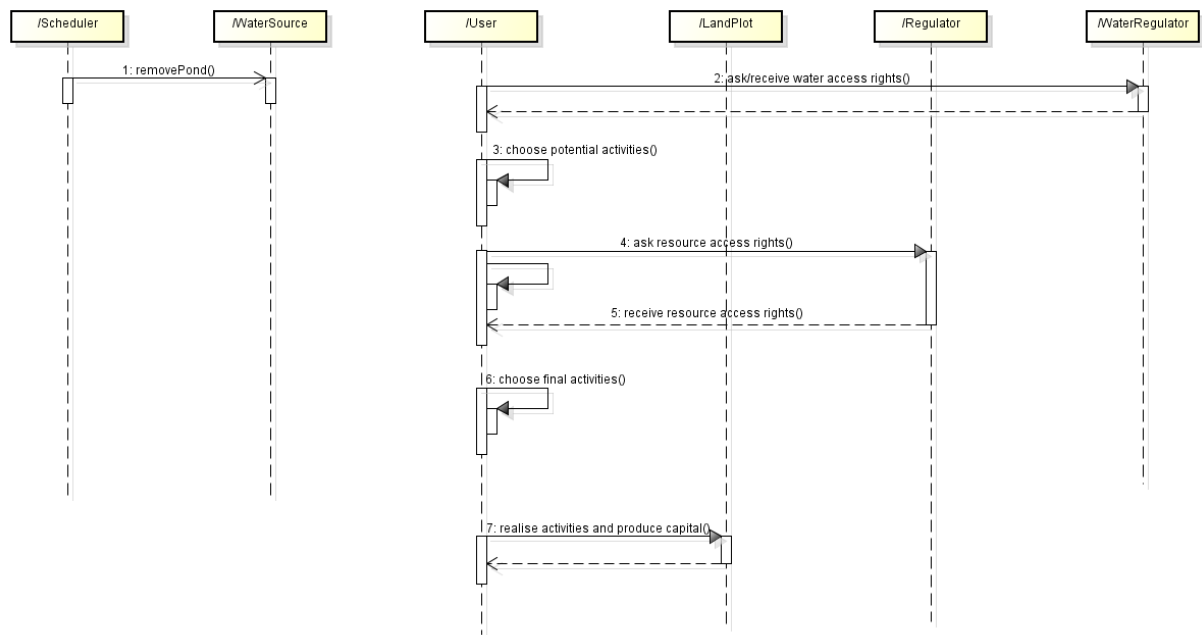 /Scheduler
/WaterSource
/User
/LandPlot
/Regulator
/WaterRegulator
1: removePond()
2: ask/receive water access rights()
3: choose potential activities()
4: ask resource access rights()
5: receive resource access rights()
6: choose final activities()
7: realise activities and produce capital()